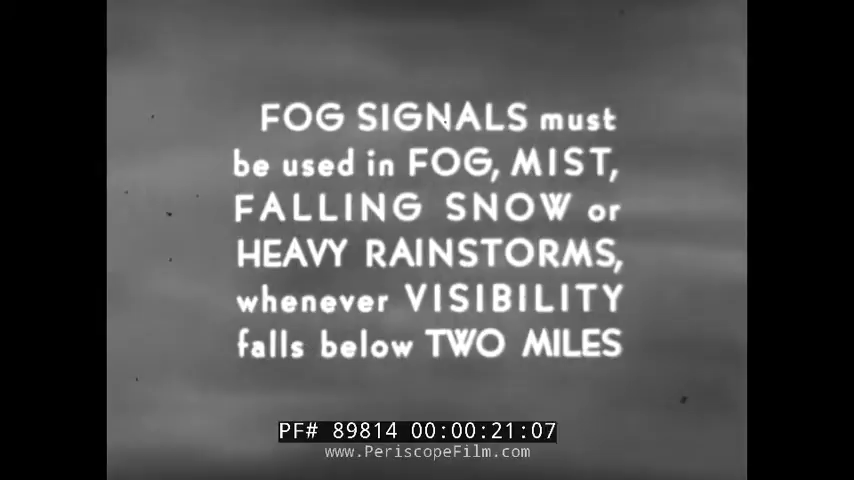 FOG SIGNALS must
be used in FOG, MIST,
FALLING SNOW or
HEAVY RAINSTORMS,
whenever VISIBILITY
falls below TWO MILES
PF# 89814 00:00:21:07
www.PeriscopeFilm.com